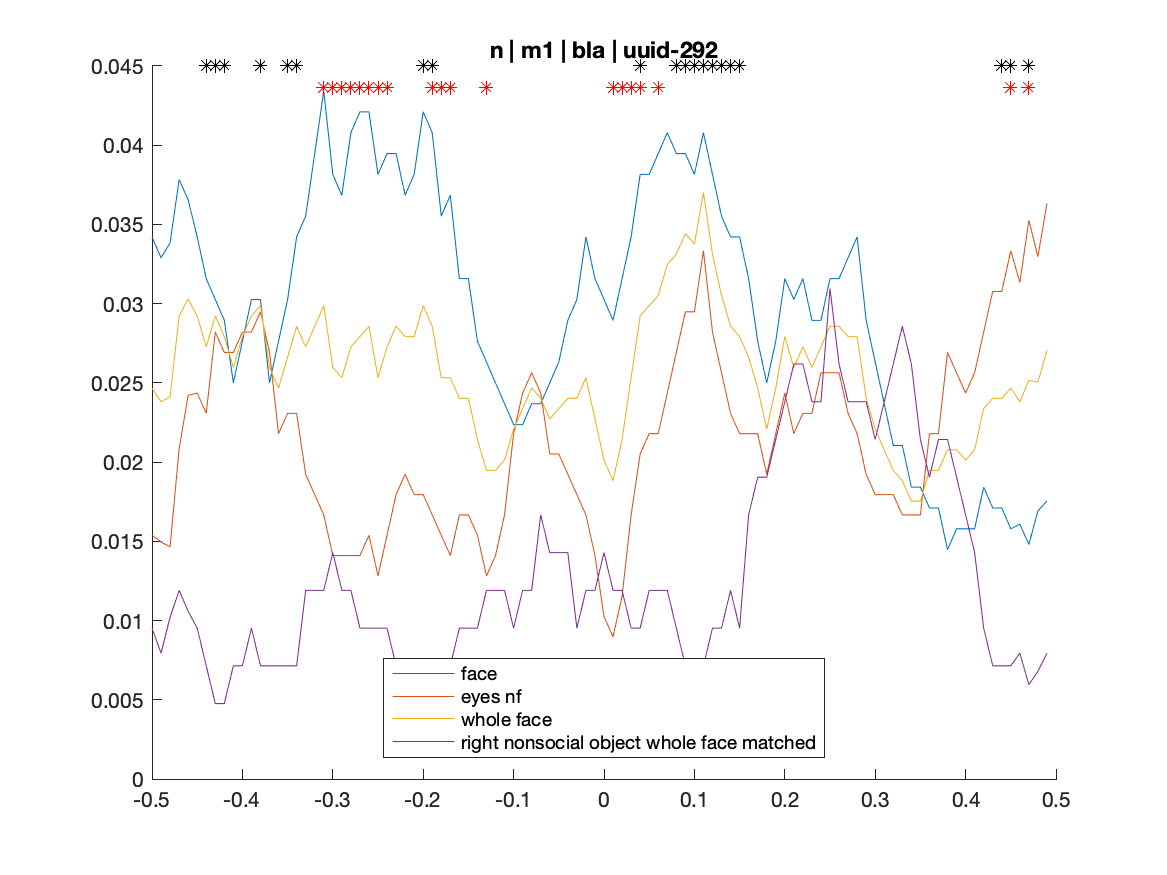 n | m1 | bla | uuid-292
0.045
0.04
0.035
0.03
0.025
0.02
0.015
0.01
0.005
0
face
eyes nf
whole face
right nonsocial object whole face matched
-0.5 -0.4 -0.3 -0.2 -0.1 0 0.1 0.2 0.3 0.4 0.5